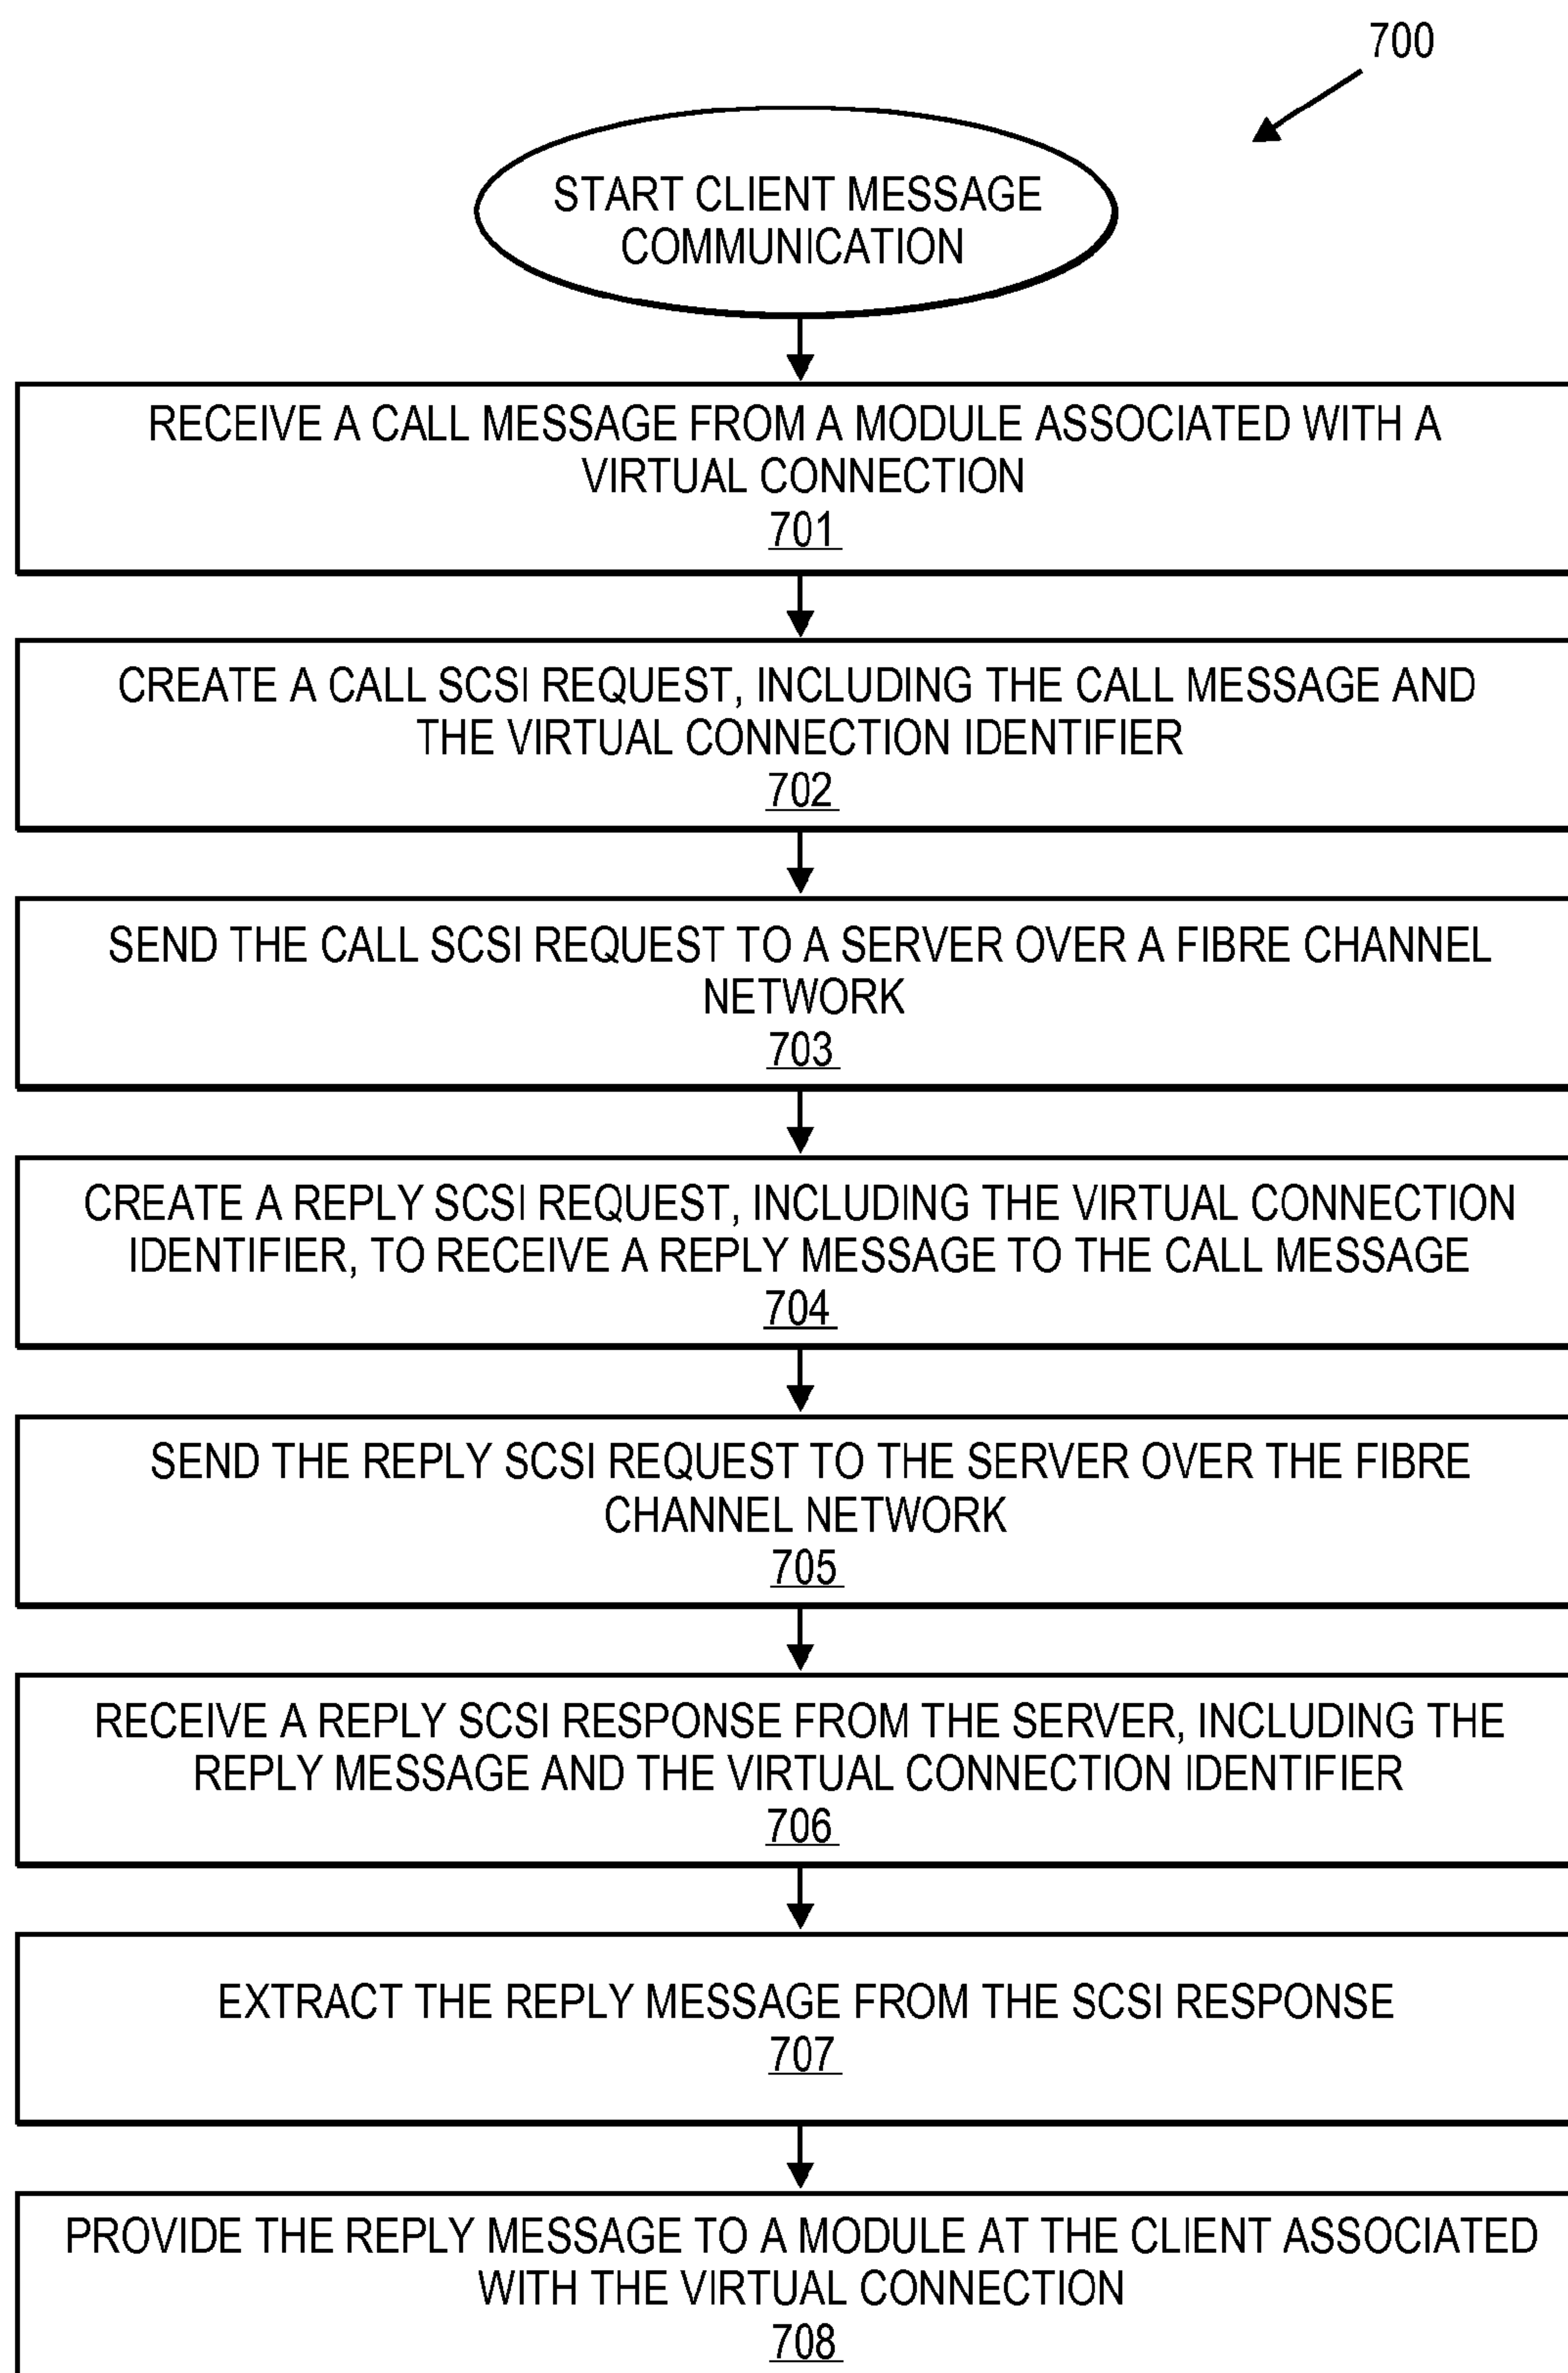 700
START CLIENT MESSAGE
COMMUNICATION
RECEIVE A CALL MESSAGE FROM A MODULE ASSOCIATED WITH A
VIRTUAL CONNECTION
701
CREATE A CALL SCSI REQUEST, INCLUDING THE CALL MESSAGE AND
THE VIRTUAL CONNECTION IDENTIFIER
702
SEND THE CALL SCSI REQUEST TO A SERVER OVER A FIBRE CHANNEL
NETWORK
703
CREATE A REPLY SCSI REQUEST, INCLUDING THE VIRTUAL CONNECTION
IDENTIFIER, TO RECEIVE A REPLY MESSAGE TO THE CALL MESSAGE
704
SEND THE REPLY SCSI REQUEST TO THE SERVER OVER THE FIBRE
CHANNEL NETWORK
705
RECEIVE A REPLY SCSI RESPONSE FROM THE SERVER, INCLUDING THE
REPLY MESSAGE AND THE VIRTUAL CONNECTION IDENTIFIER
706
EXTRACT THE REPLY MESSAGE FROM THE SCSI RESPONSE
707
PROVIDE THE REPLY MESSAGE TO A MODULE AT THE CLIENT ASSOCIATED
WITH THE VIRTUAL CONNECTION
708